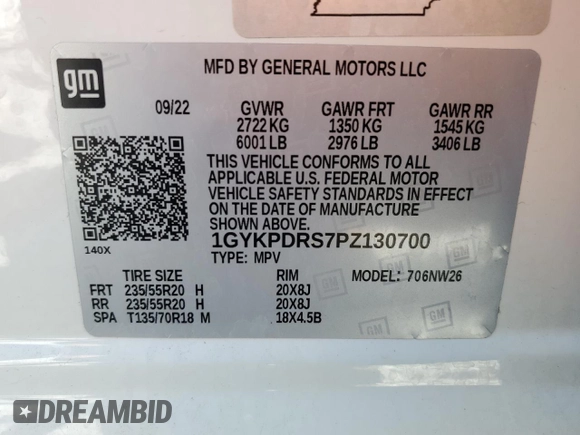 gm
MFD BY GENERAL MOTORS LLC
09/22 GVWR GAWR FRT GAWR RR
2722 KG 1350 KG 1545 KG
6001 LB 2976 LB 3406 LB
THIS VEHICLE CONFORMS TO ALL
APPLICABLE U.S. FEDERAL MOTOR
VEHICLE SAFETY STANDARDS IN EFFECT
ON THE DATE OF MANUFACTURE
SHOWN ABOVE.
1GYKPDRS7PZ130700
140X TYPE: MPV MODEL: 706NW26
TIRE SIZE RIM
FRT 235/55R20 H 20X8J
RR 235/55R20 H 20X8J
SPA T135/70R18 M 18X4.5B
GM GM GM
DREAMBID